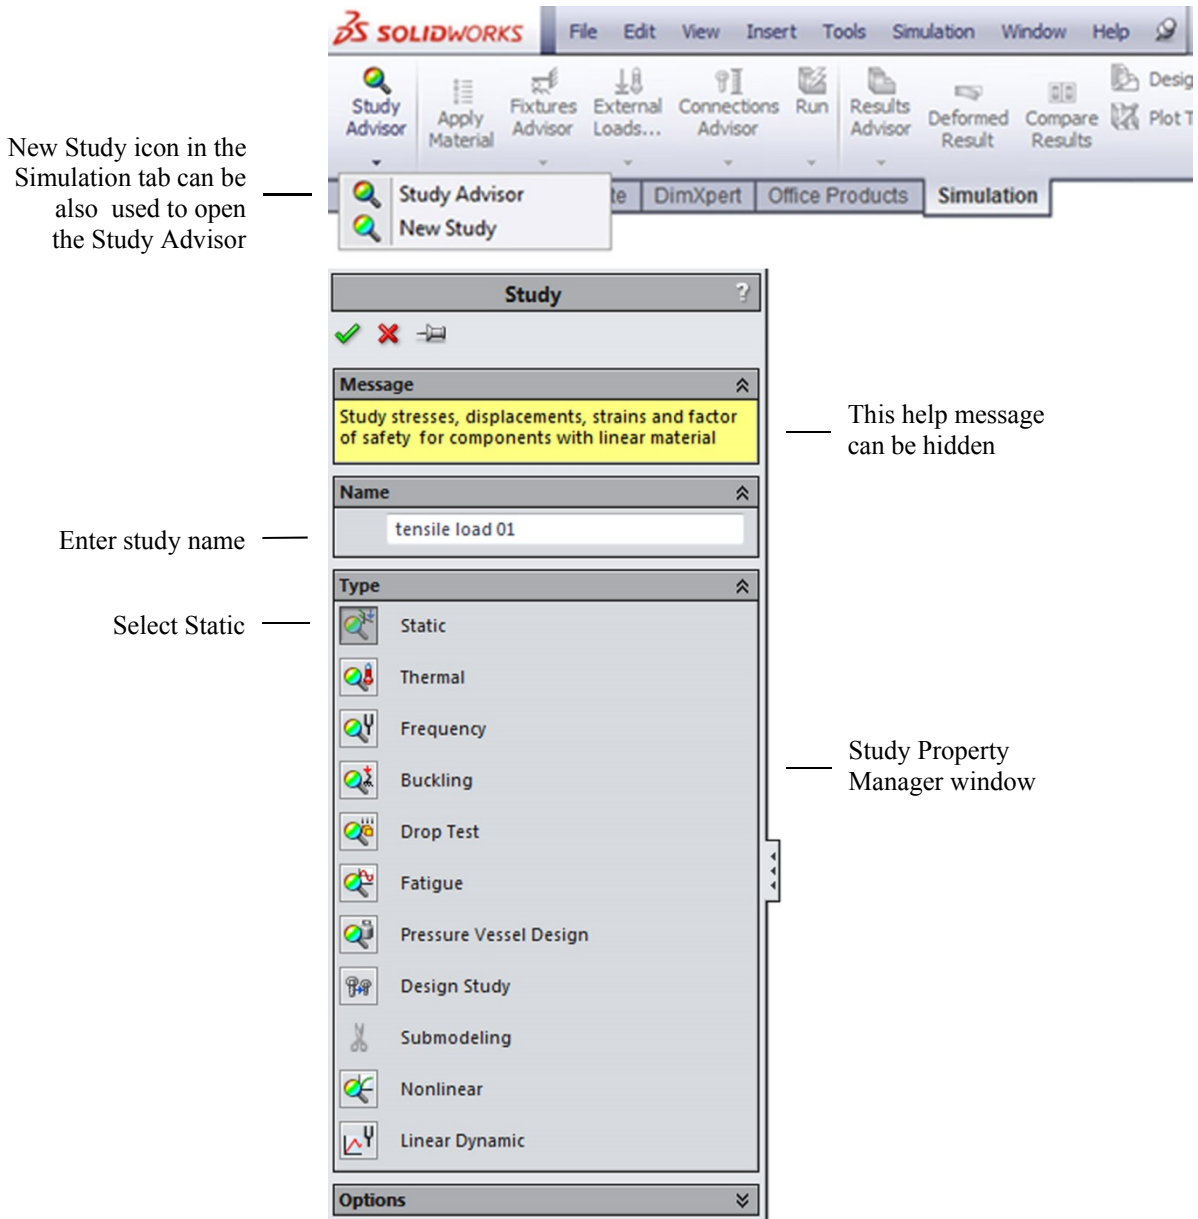 SOLIDWORKS File Edit View Insert Tools Simulation Window Help
Study Advisor
Apply Material
Fixtures Advisor
External Loads...
Connections Advisor
Run
Results Advisor
Deformed Result
Compare Results
Desig
Plot T
te DimXpert Office Products Simulation
Study Advisor
New Study
New Study icon in the
Simulation tab can be
also used to open
the Study Advisor
Study ?
Message
Study stresses, displacements, strains and factor
of safety for components with linear material
This help message
can be hidden
Name
tensile load 01
Enter study name
Type
Select Static
Static
Thermal
Frequency
Buckling
Study Property
Manager window
Drop Test
Fatigue
Pressure Vessel Design
Design Study
Submodeling
Nonlinear
Linear Dynamic
Options